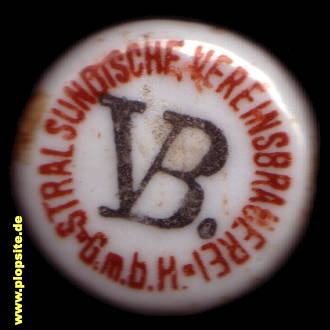 STRALSUNDISCHE VEREINSBRAUEREI
G.m.b.H.
VB.
www.plopsite.de